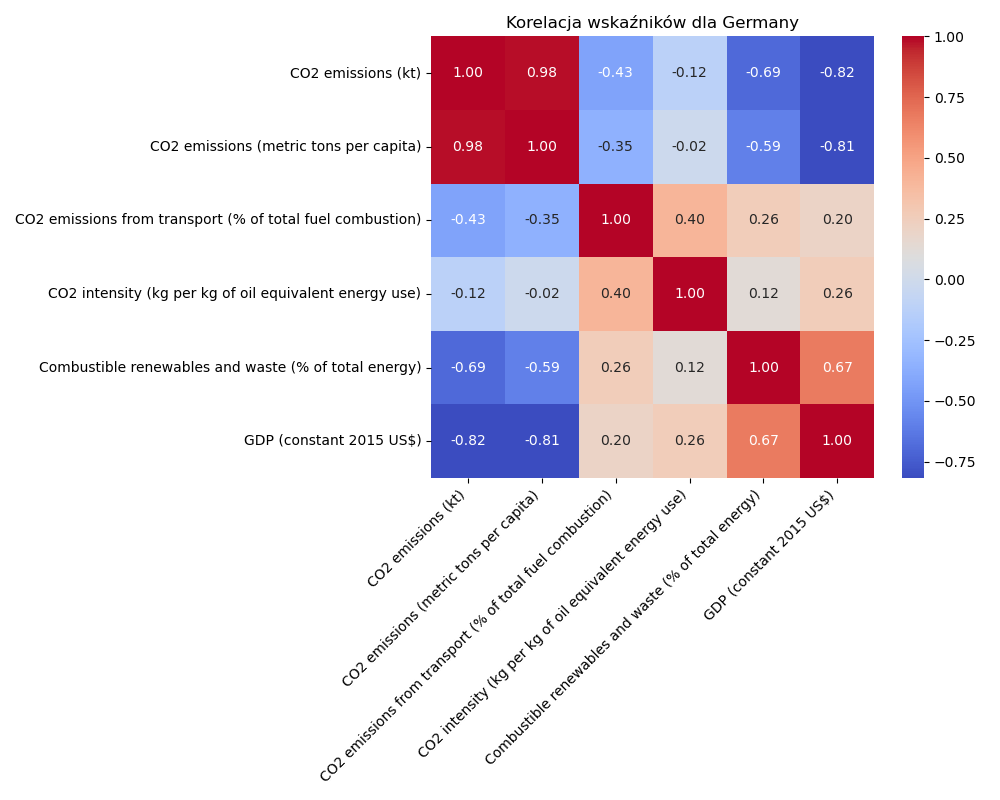 Korelacja wskaźników dla Germany
CO2 emissions (kt)
1.00 0.98 -0.43 -0.12 -0.69 -0.82
CO2 emissions (metric tons per capita)
0.98 1.00 -0.35 -0.02 -0.59 -0.81
CO2 emissions from transport (% of total fuel combustion)
-0.43 -0.35 1.00 0.40 0.26 0.20
CO2 intensity (kg per kg of oil equivalent energy use)
-0.12 -0.02 0.40 1.00 0.12 0.26
Combustible renewables and waste (% of total energy)
-0.69 -0.59 0.26 0.12 1.00 0.67
GDP (constant 2015 US$)
-0.82 -0.81 0.20 0.26 0.67 1.00
CO2 emissions (kt)
CO2 emissions (metric tons per capita)
CO2 emissions from transport (% of total fuel combustion)
CO2 intensity (kg per kg of oil equivalent energy use)
Combustible renewables and waste (% of total energy)
GDP (constant 2015 US$)
1.00
0.75
0.50
0.25
0.00
−0.25
−0.50
−0.75